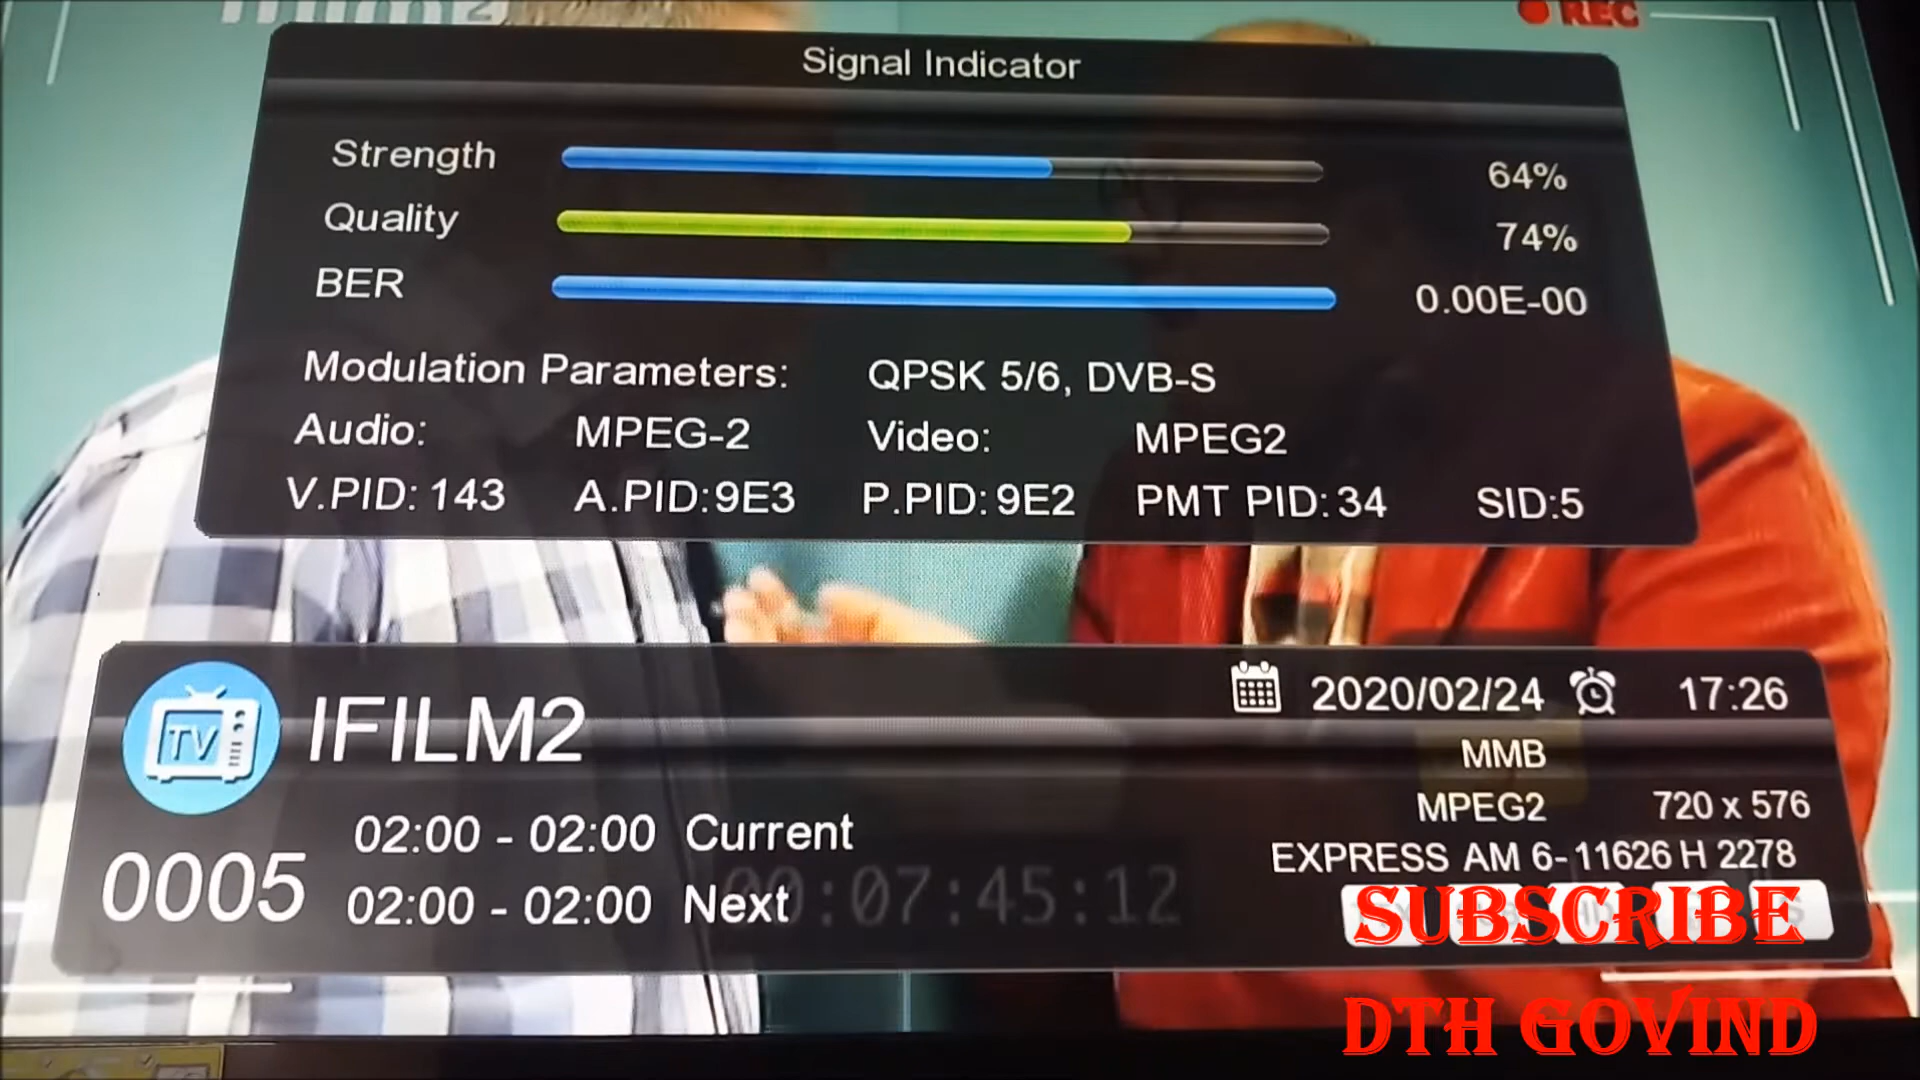 REC
Signal Indicator
Strength 64%
Quality 74%
BER 0.00E-00
Modulation Parameters: QPSK 5/6, DVB-S
Audio: MPEG-2 Video: MPEG2
V.PID: 143 A.PID:9E3 P.PID: 9E2 PMT PID: 34 SID:5
TV IFILM2 2020/02/24 17:26
MMB
MPEG2 720 x 576
02:00 - 02:00 Current
EXPRESS AM 6-11626 H 2278
0005 02:00 - 02:00 Next
:07:45:12
SUBSCRIBE
DTH GOVIND